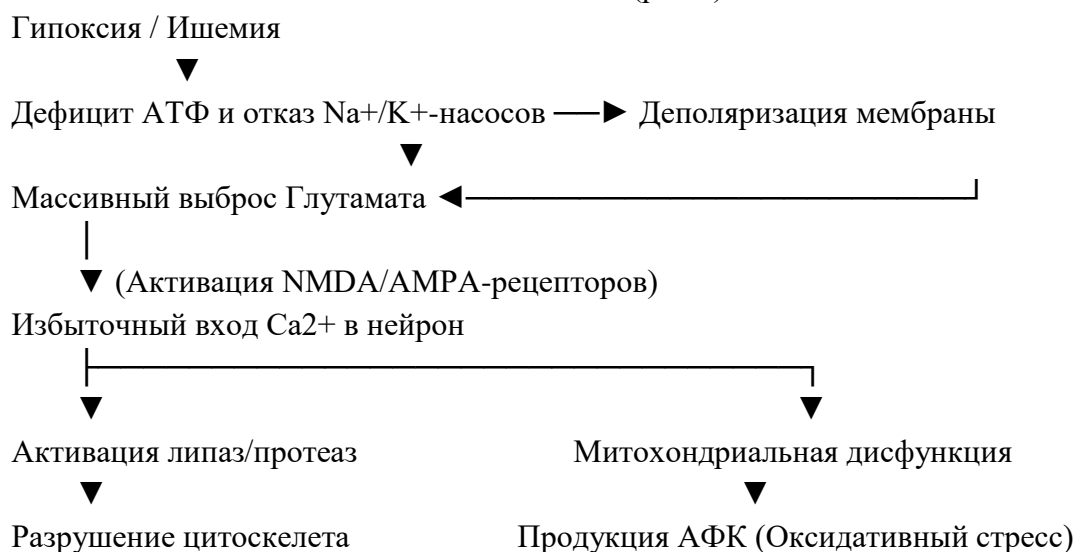 Гипоксия / Ишемия
▼
Дефицит АТФ и отказ Na+/K+-насосов ──► Деполяризация мембраны
▼
Массивный выброс Глутамата ◄───────────────────────┘
│
▼ (Активация NMDA/AMPA-рецепторов)
Избыточный вход Ca2+ в нейрон
├────────────────────────────────┐
▼ ▼
Активация липаз/протеаз Митохондриальная дисфункция
▼ ▼
Разрушение цитоскелета Продукция АФК (Оксидативный стресс)